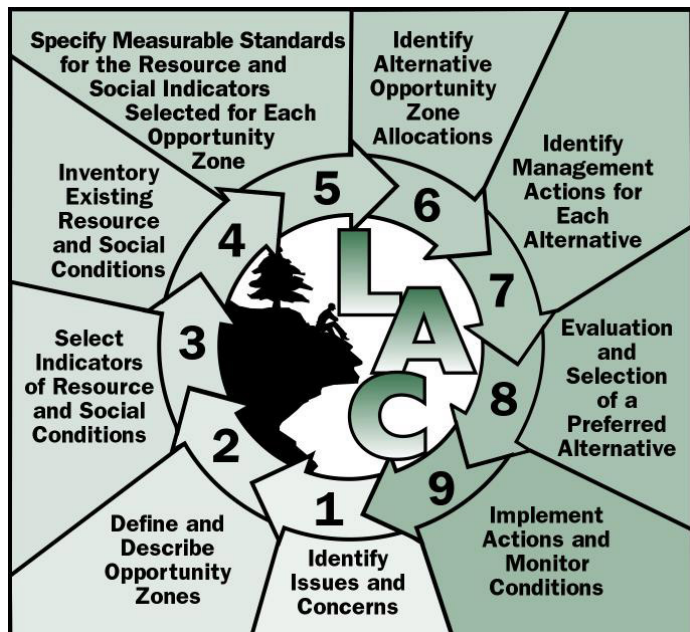 1
Identify
Issues and
Concerns
2
Define and
Describe
Opportunity
Zones
3
Select
Indicators
of Resource
and Social
Conditions
4
Inventory
Existing
Resource
and Social
Conditions
5
Specify Measurable Standards
for the Resource and
Social Indicators
Selected for Each
Opportunity
Zone
6
Identify
Alternative
Opportunity
Zone
Allocations
7
Identify
Management
Actions for
Each
Alternative
8
Evaluation
and
Selection
of a
Preferred
Alternative
9
Implement
Actions and
Monitor
Conditions
LAC